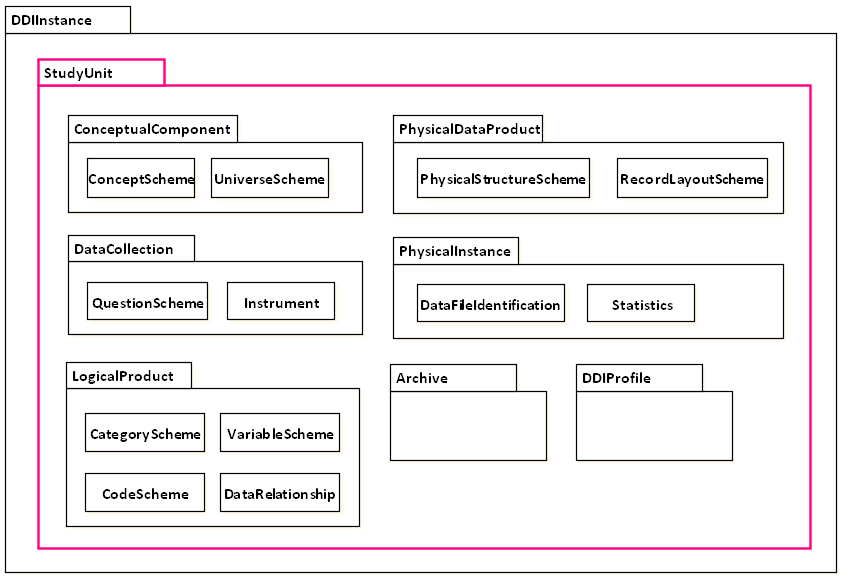 DDIInstance
StudyUnit
ConceptualComponent
ConceptScheme
UniverseScheme
PhysicalDataProduct
PhysicalStructureScheme
RecordLayoutScheme
DataCollection
QuestionScheme
Instrument
PhysicalInstance
DataFileIdentification
Statistics
LogicalProduct
CategoryScheme
VariableScheme
CodeScheme
DataRelationship
Archive
DDIProfile